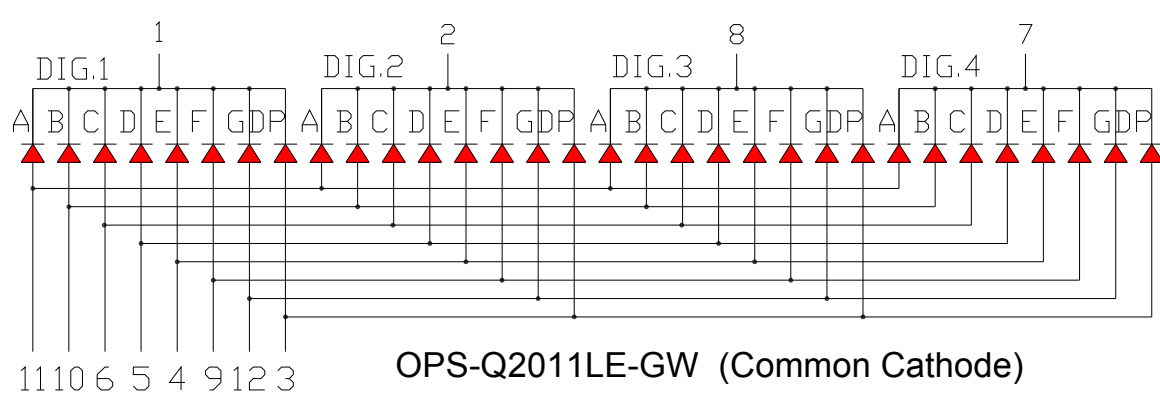 1 2 8 7
DIG.1 DIG.2 DIG.3 DIG.4
A B C D E F G DP A B C D E F G DP A B C D E F G DP A B C D E F G DP
11 10 6 5 4 9 12 3
OPS-Q2011LE-GW (Common Cathode)